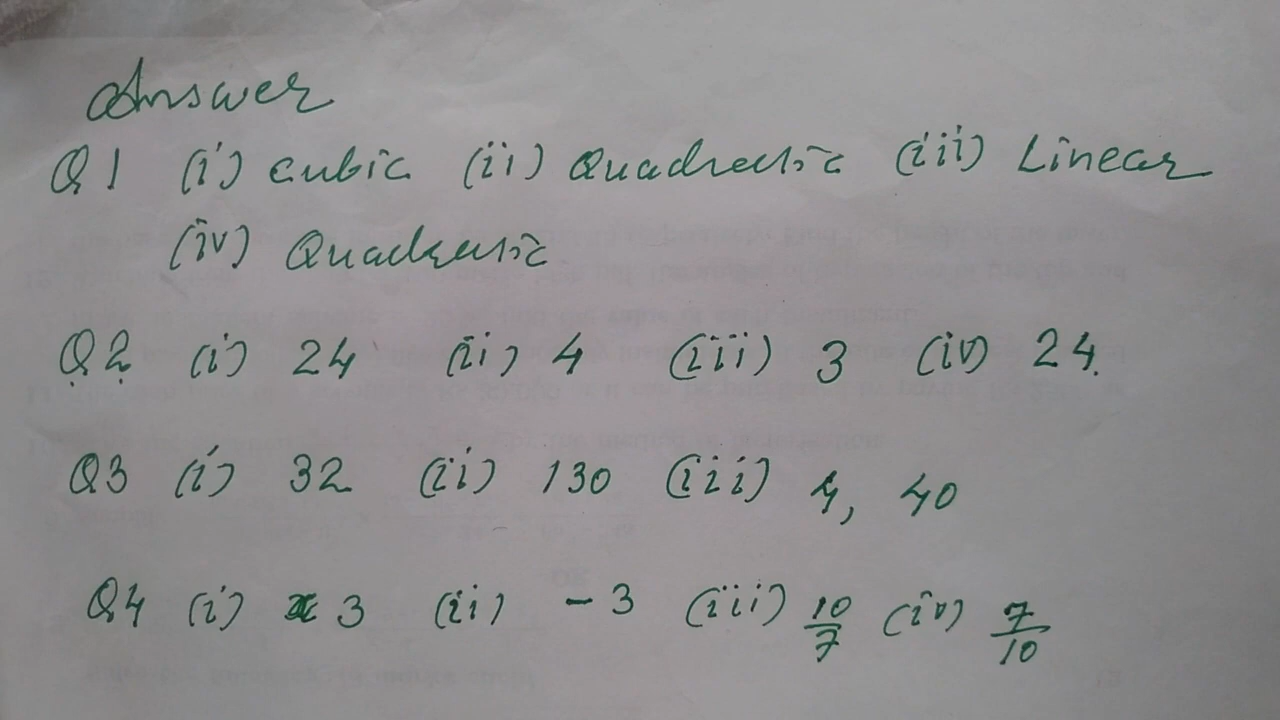 Answer
Q1 (i) cubic (ii) Quadratic (iii) Linear
(iv) Quadratic
Q2 (i) 24 (ii) 4 (iii) 3 (iv) 24.
Q3 (i) 32 (ii) 130 (iii) 4, 40
Q4 (i) 3 (ii) - 3 (iii) 10/7 (iv) 7/10